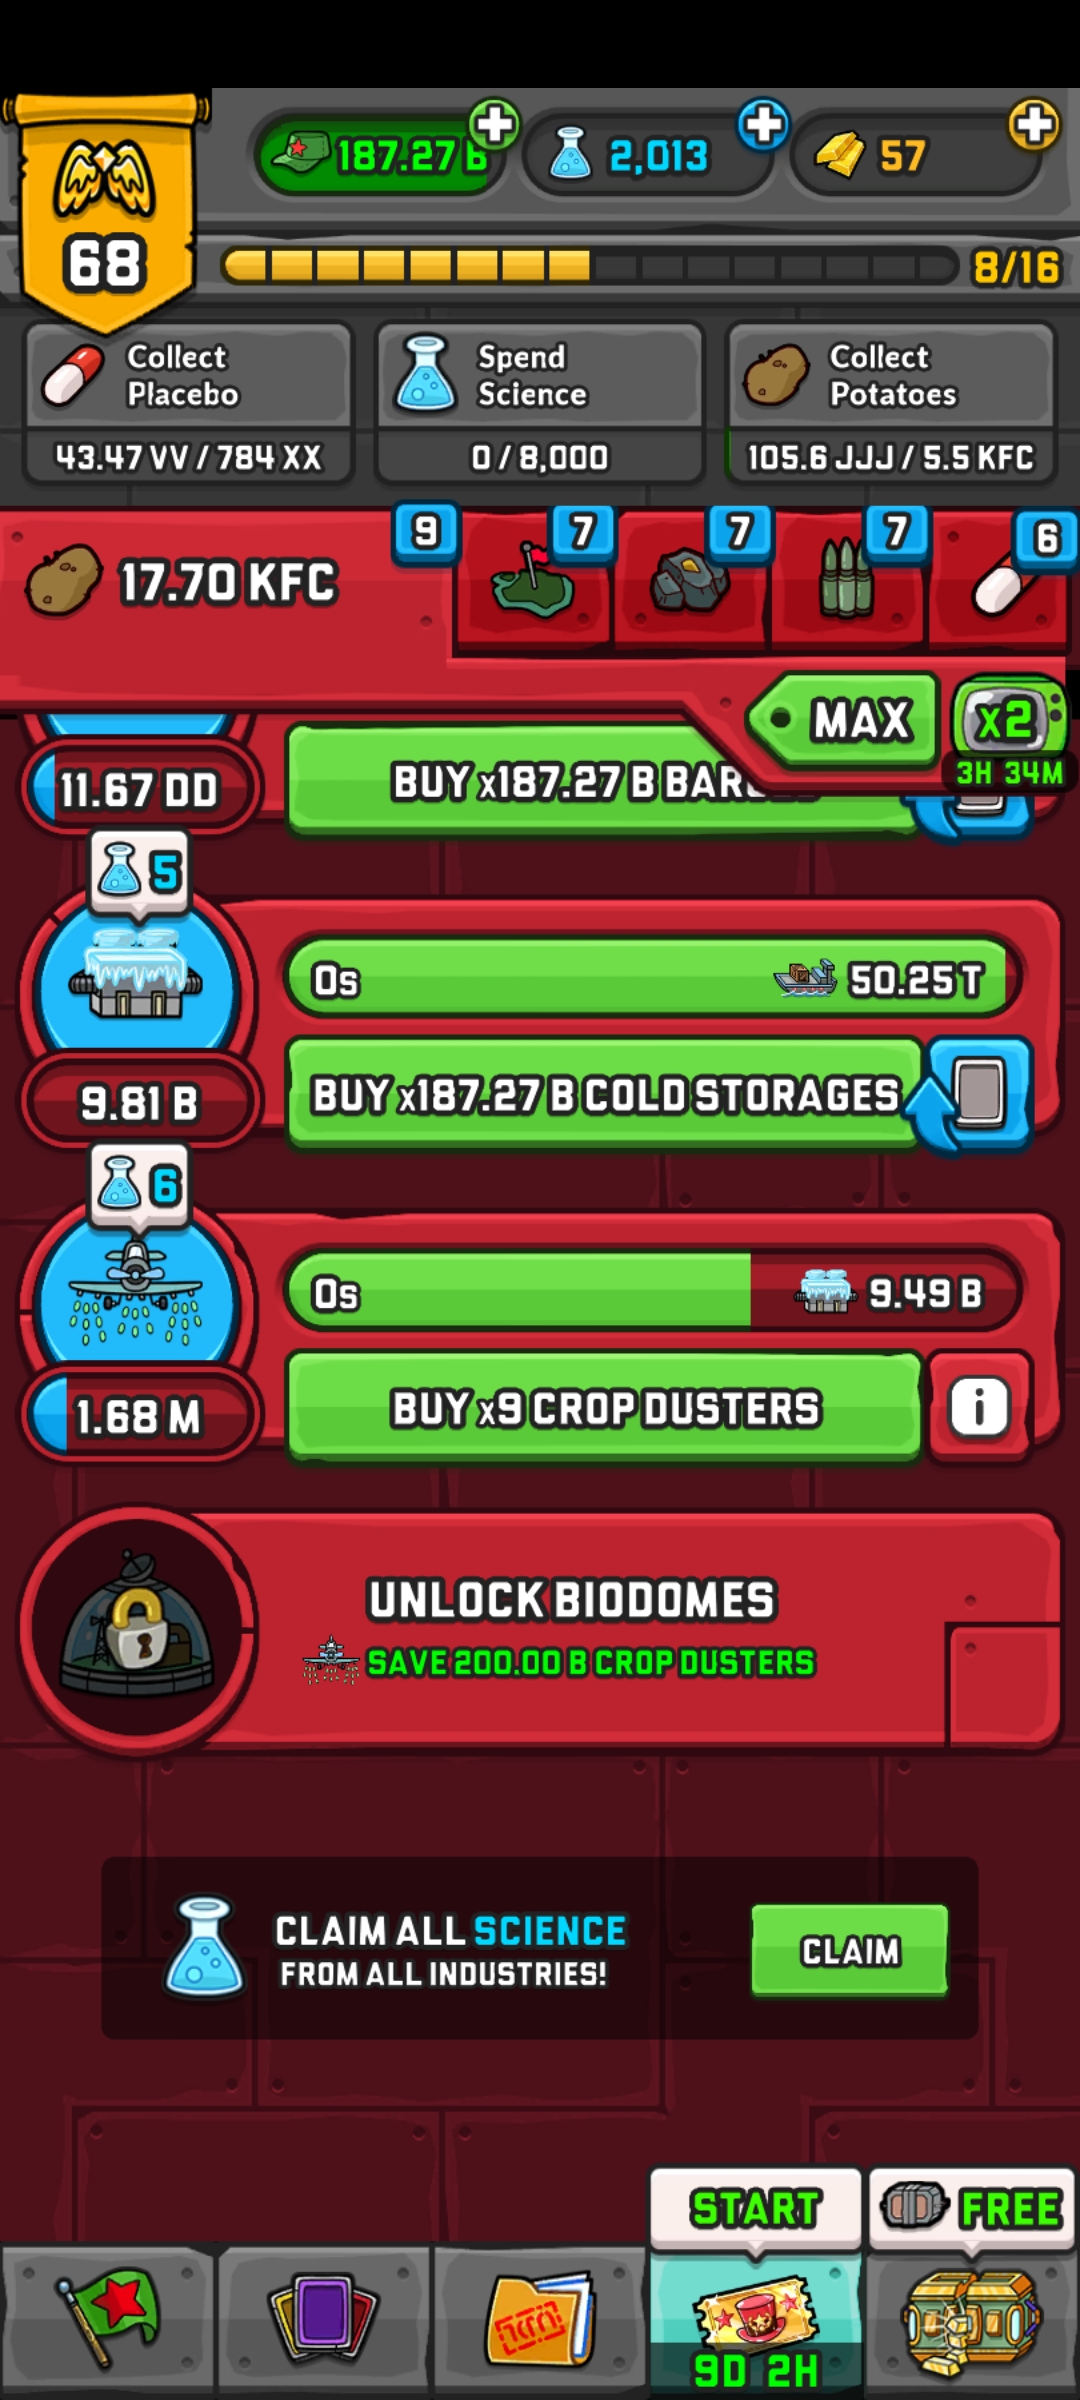 187.27 B
2,013
57
68
8/16
Collect
Placebo
43.47 VV / 784 XX
Spend
Science
0 / 8,000
Collect
Potatoes
105.6 JJJ / 5.5 KFC
17.70 KFC
9
7
7
7
6
MAX
x2
3H 34M
11.67 DD
BUY x187.27 B
5
0s
50.25 T
9.81 B
BUY x187.27 B COLD STORAGES
6
0s
9.49 B
1.68 M
BUY x9 CROP DUSTERS
i
UNLOCK BIODOMES
SAVE 200.00 B CROP DUSTERS
CLAIM ALL SCIENCE
FROM ALL INDUSTRIES!
CLAIM
START
FREE
9D 2H